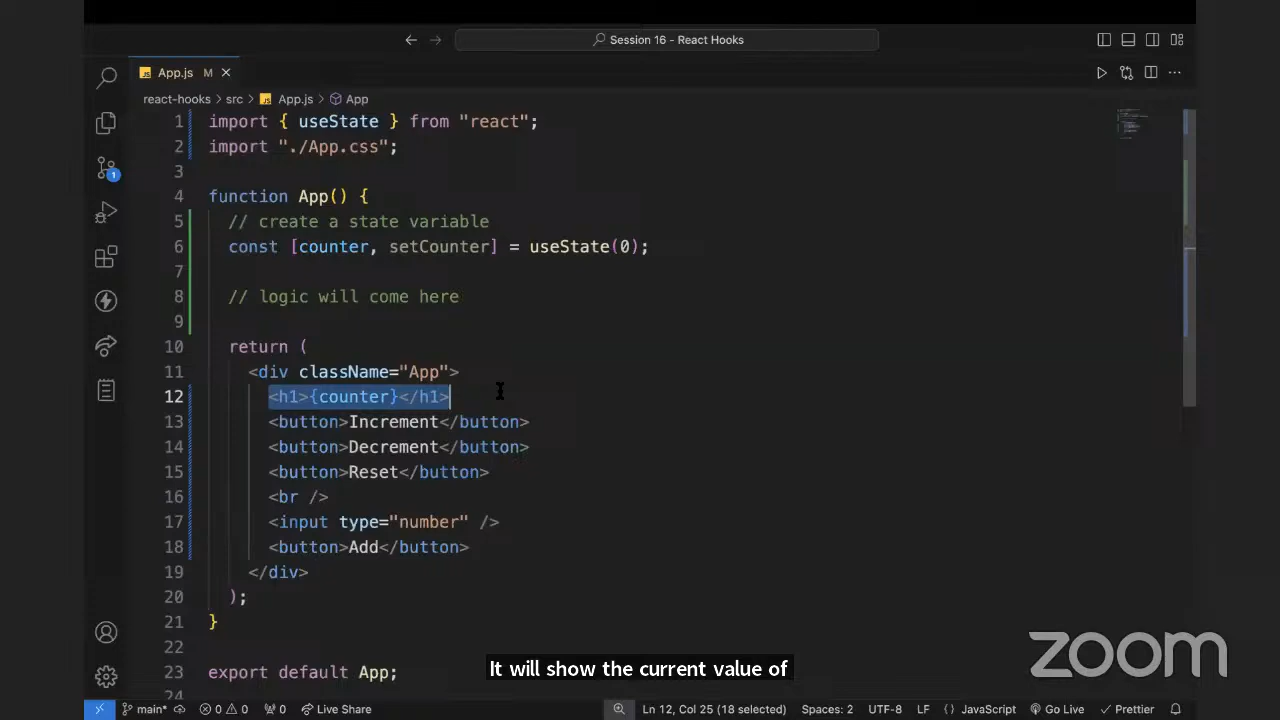 Session 16 - React Hooks
App.js M
react-hooks > src > App.js > App
1 import { useState } from "react";
2 import "./App.css";
3
4 function App() {
5 // create a state variable
6 const [counter, setCounter] = useState(0);
7
8 // logic will come here
9
10 return (
11 <div className="App">
12 <h1>{counter}</h1>
13 <button>Increment</button>
14 <button>Decrement</button>
15 <button>Reset</button>
16 <br />
17 <input type="number" />
18 <button>Add</button>
19 </div>
20 );
21 }
22
23 export default App;
24
1
It will show the current value of
zoom
main* 0 0 0 Live Share Ln 12, Col 25 (18 selected) Spaces: 2 UTF-8 LF {} JavaScript Go Live Prettier